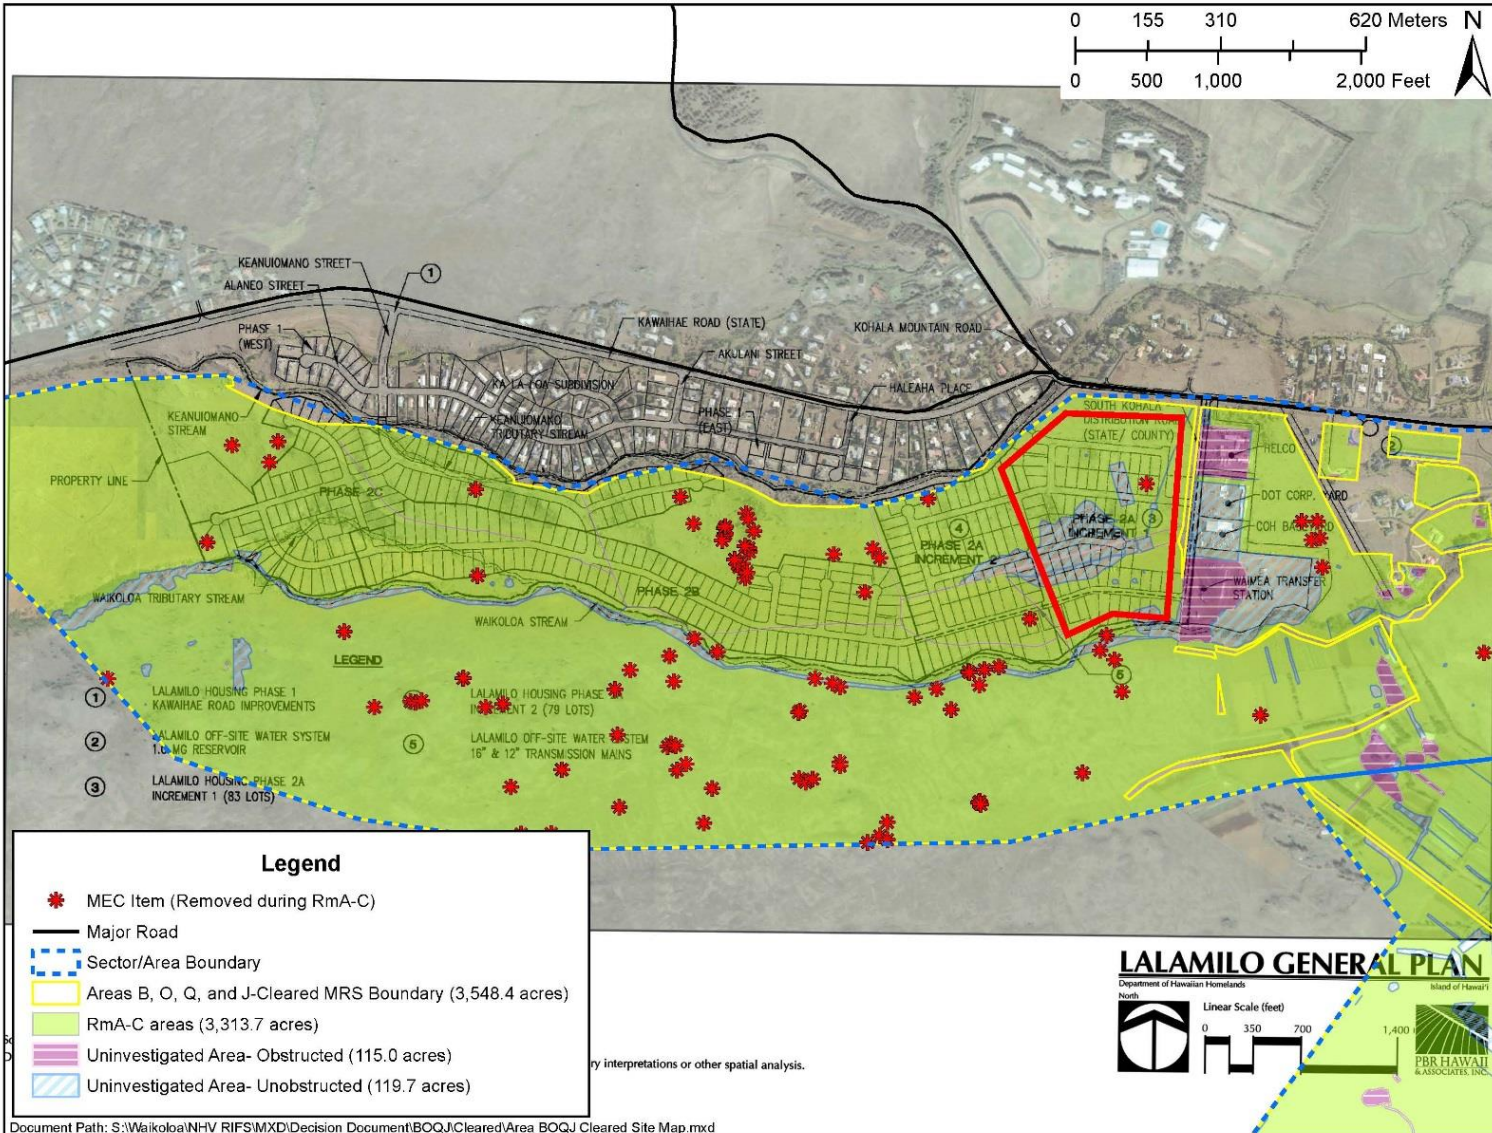 0 155 310 620 Meters
N
0 500 1,000 2,000 Feet
KEANUIOMANO STREET
1
ALANEO STREET
PHASE 1
(WEST)
KAWAIHAE ROAD (STATE)
KOHALA MOUNTAIN ROAD
AKULANI STREET
KA LA LOA SUBDIVISION
HALEAHA PLACE
KEANUIOMANO
STREAM
KEANUIOMANO
TRIBUTARY STREAM
PHASE 1
(EAST)
SOUTH KOHALA
DISTRIBUTION ROAD
(STATE/ COUNTY)
2
HELCO
PROPERTY LINE
PHASE 2C
DOT CORP. YARD
4
PHASE 2A
INCREMENT 2
PHASE 2A
INCREMENT 1
3
COH BASEYARD
WAIMEA TRANSFER
STATION
WAIKOLOA TRIBUTARY STREAM
PHASE 2B
WAIKOLOA STREAM
5
LEGEND
1
LALAMILO HOUSING PHASE 1
KAWAIHAE ROAD IMPROVEMENTS
LALAMILO HOUSING PHASE
INCREMENT 2 (79 LOTS)
2
LALAMILO OFF-SITE WATER SYSTEM
1.0 MG RESERVOIR
5
LALAMILO OFF-SITE WATER SYSTEM
16" & 12" TRANSMISSION MAINS
3
LALAMILO HOUSING PHASE 2A
INCREMENT 1 (83 LOTS)
Legend
MEC Item (Removed during RmA-C)
Major Road
Sector/Area Boundary
Areas B, O, Q, and J-Cleared MRS Boundary (3,548.4 acres)
RmA-C areas (3,313.7 acres)
Uninvestigated Area- Obstructed (115.0 acres)
Uninvestigated Area- Unobstructed (119.7 acres)
ry interpretations or other spatial analysis.
LALAMILO GENERAL PLAN
Department of Hawaiian Homelands
Island of Hawai'i
North
Linear Scale (feet)
0 350 700 1,400
PBR HAWAII
& ASSOCIATES, INC.
Document Path: S:\Waikoloa\NHV RIFS\MXD\Decision Document\BOQJ\Cleared\Area BOQJ Cleared Site Map.mxd